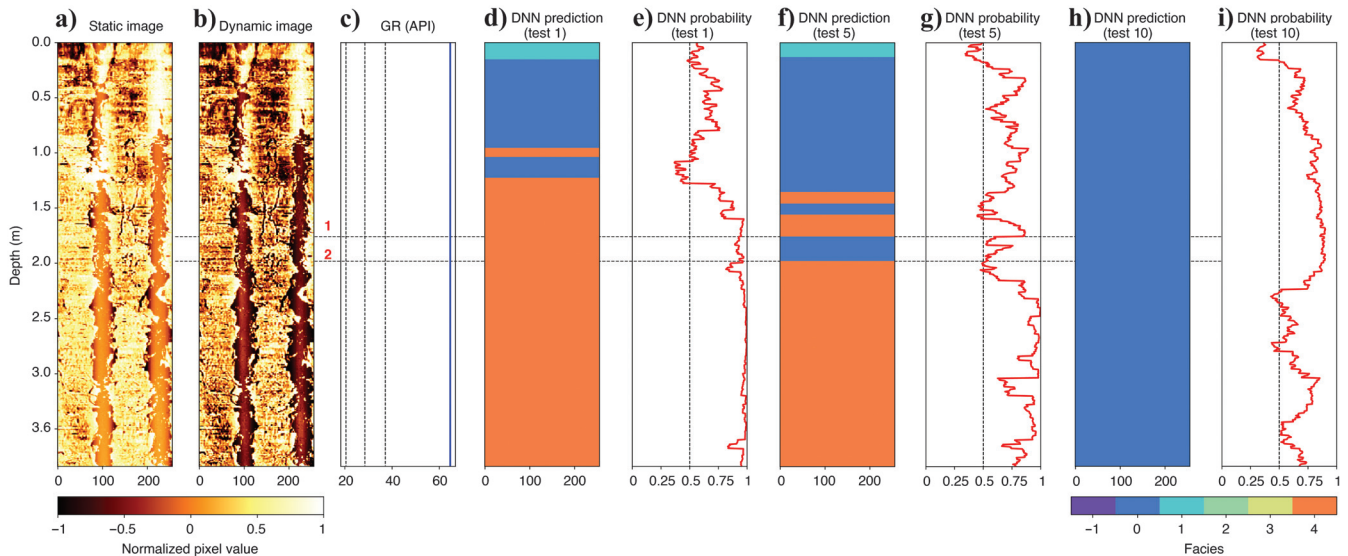 a) Static image
b) Dynamic image
c) GR (API)
d) DNN prediction
(test 1)
e) DNN probability
(test 1)
f) DNN prediction
(test 5)
g) DNN probability
(test 5)
h) DNN prediction
(test 10)
i) DNN probability
(test 10)
Depth (m)
0.0
0.5
1.0
1.5
2.0
2.5
3.0
3.6
1
2
0 100 200
0 100 200
20 40 60
0 100 200
0 0.25 0.5 0.75 1
0 100 200
0 0.25 0.5 0.75 1
0 100 200
0 0.25 0.5 0.75 1
−1 −0.5 0 0.5 1
Normalized pixel value
-1 0 1 2 3 4
Facies